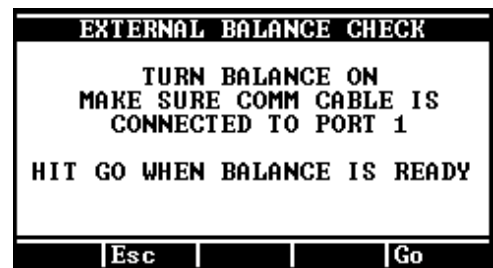 EXTERNAL BALANCE CHECK
TURN BALANCE ON
MAKE SURE COMM CABLE IS
CONNECTED TO PORT 1
HIT GO WHEN BALANCE IS READY
Esc Go